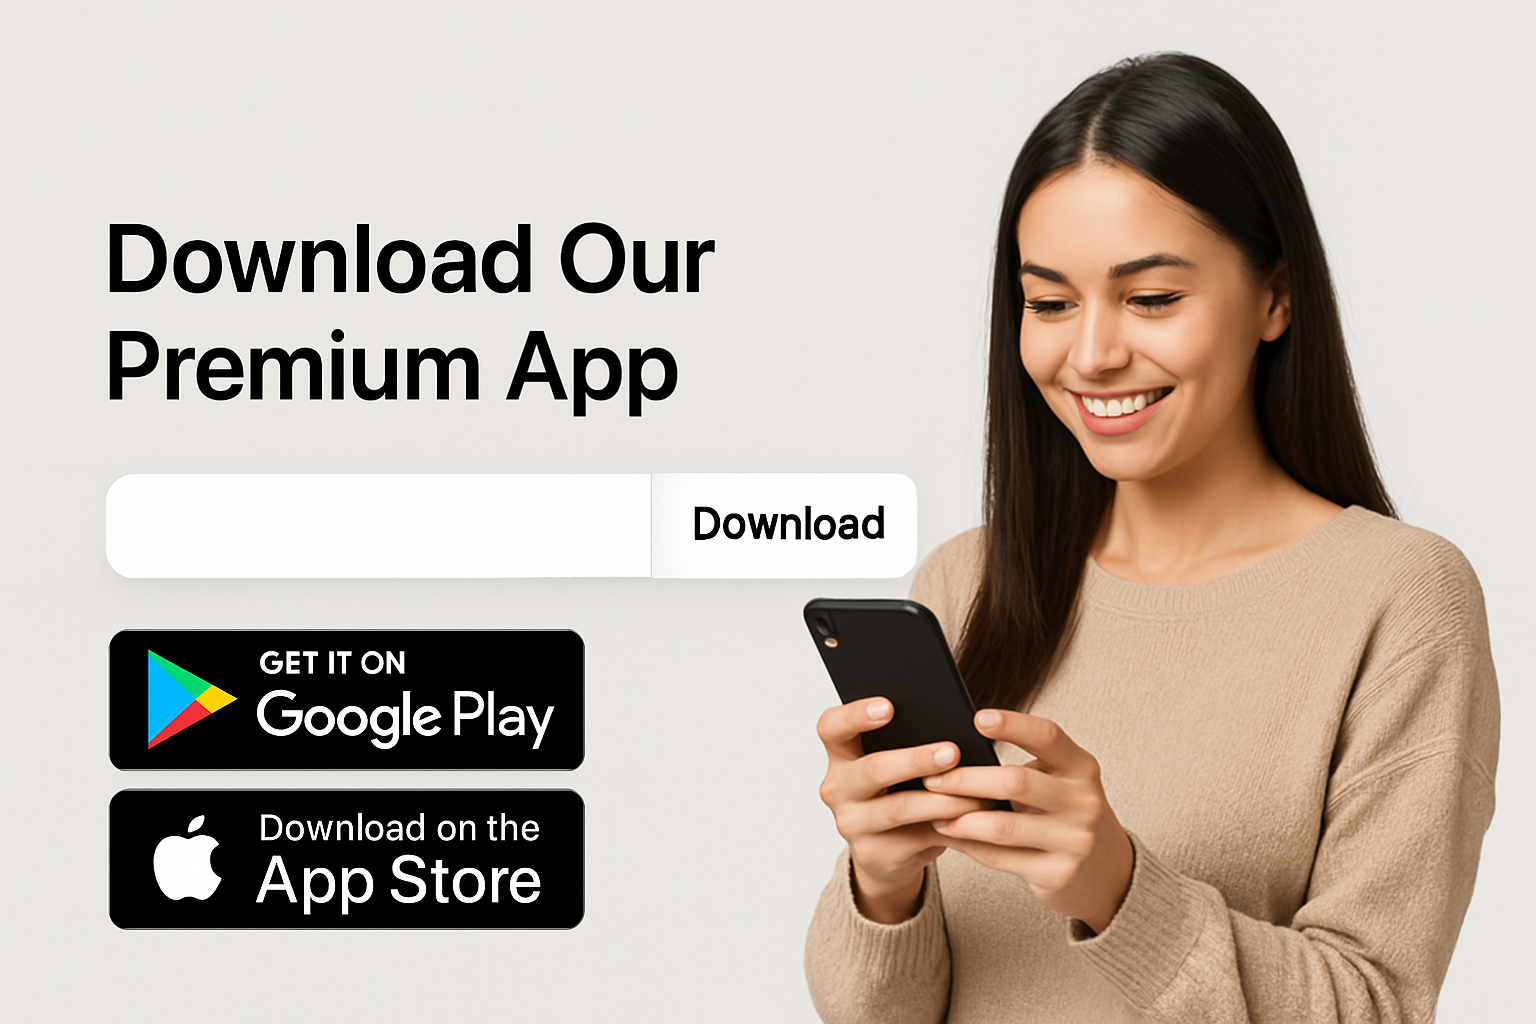 Download Our
Premium App
Download
GET IT ON
Google Play
Download on the
App Store